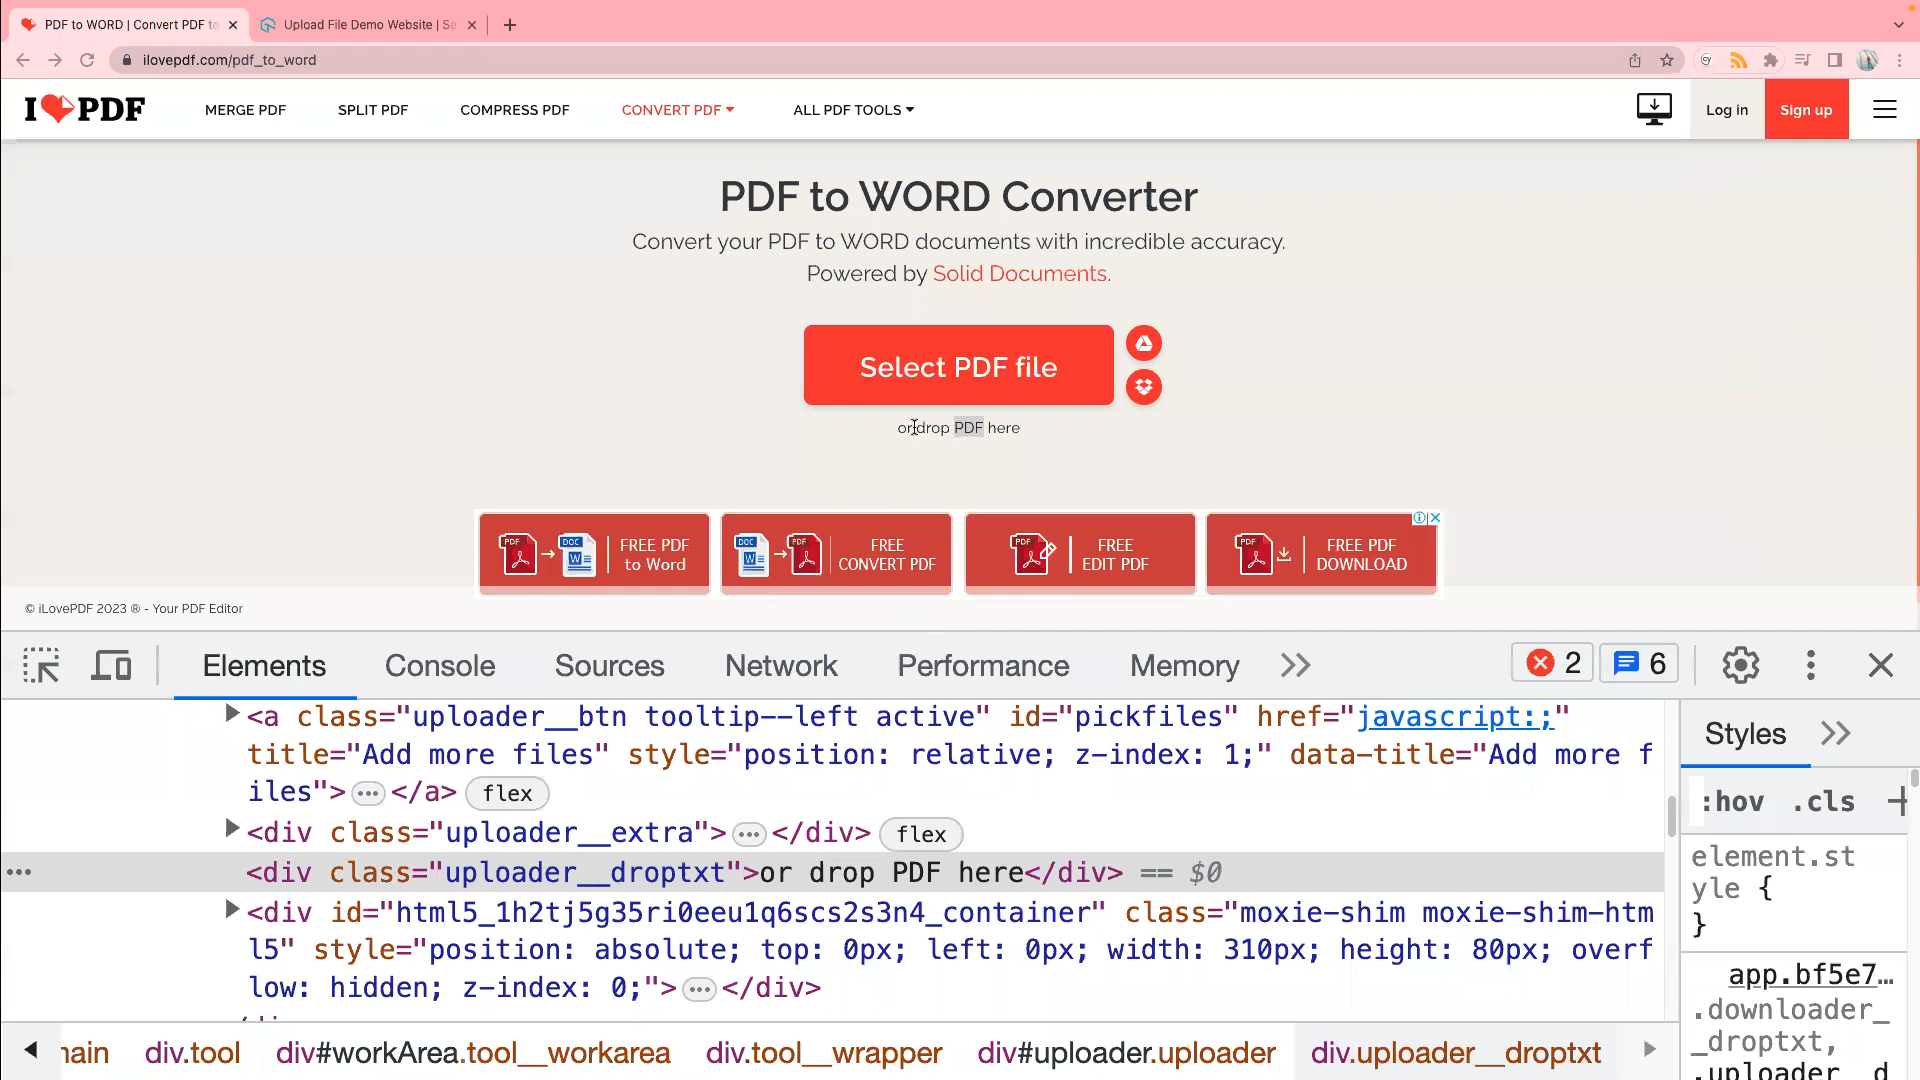 PDF to WORD | Convert PDF to
Upload File Demo Website | Se
ilovepdf.com/pdf_to_word
I PDF
MERGE PDF
SPLIT PDF
COMPRESS PDF
CONVERT PDF
ALL PDF TOOLS
Log in
Sign up
PDF to WORD Converter
Convert your PDF to WORD documents with incredible accuracy.
Powered by Solid Documents.
Select PDF file
or drop PDF here
PDF DOC W FREE PDF
to Word
DOC W PDF FREE
CONVERT PDF
PDF FREE
EDIT PDF
PDF FREE PDF
DOWNLOAD
© iLovePDF 2023 ® - Your PDF Editor
Elements
Console
Sources
Network
Performance
Memory
2
6
<a class="uploader__btn tooltip--left active" id="pickfiles" href="javascript:;"
title="Add more files" style="position: relative; z-index: 1;" data-title="Add more f
iles">…</a> flex
<div class="uploader__extra">…</div> flex
<div class="uploader__droptxt">or drop PDF here</div> == $0
<div id="html5_1h2tj5g35ri0eeu1q6scs2s3n4_container" class="moxie-shim moxie-shim-htm
l5" style="position: absolute; top: 0px; left: 0px; width: 310px; height: 80px; overf
low: hidden; z-index: 0;">…</div>
Styles
:hov .cls +
element.st
yle {
}
app.bf5e7…
.downloader_
_droptxt,
.uploader__d
nain
div.tool
div#workArea.tool__workarea
div.tool__wrapper
div#uploader.uploader
div.uploader__droptxt